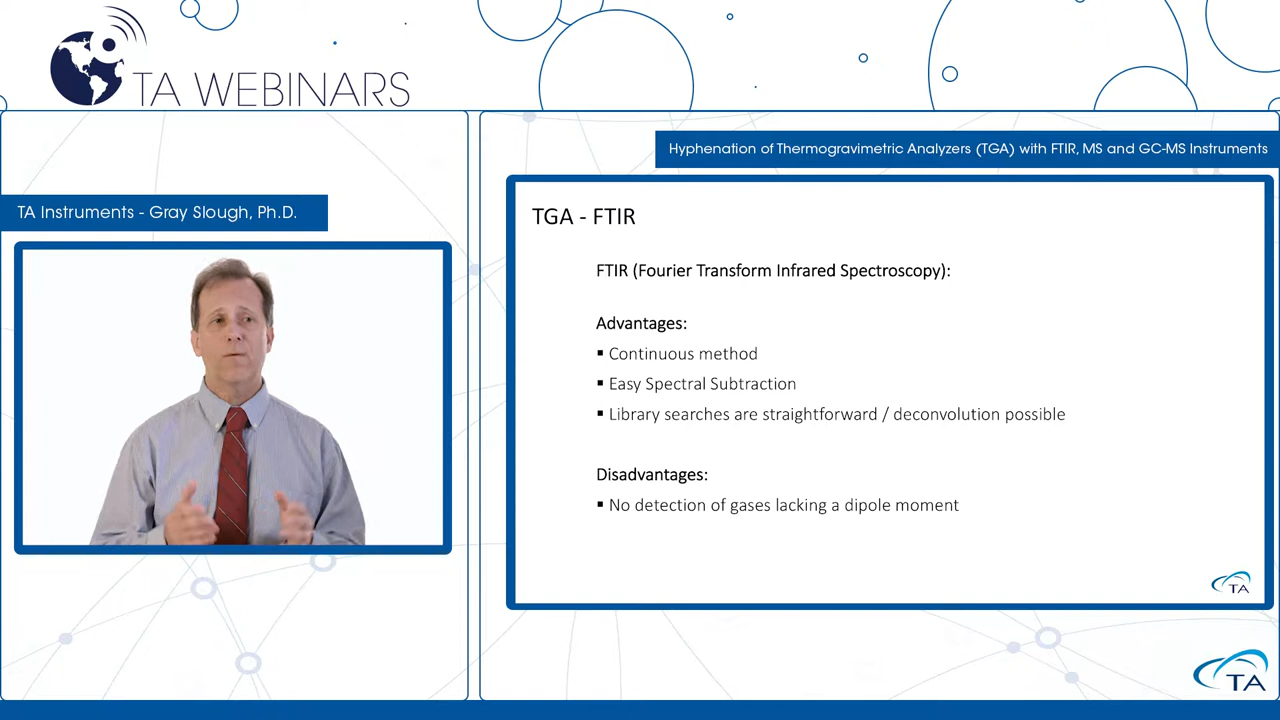 TA WEBINARS
Hyphenation of Thermogravimetric Analyzers (TGA) with FTIR, MS and GC-MS Instruments
TA Instruments - Gray Slough, Ph.D.
TGA - FTIR
FTIR (Fourier Transform Infrared Spectroscopy):
Advantages:
▪ Continuous method
▪ Easy Spectral Subtraction
▪ Library searches are straightforward / deconvolution possible
Disadvantages:
▪ No detection of gases lacking a dipole moment
TA
TA